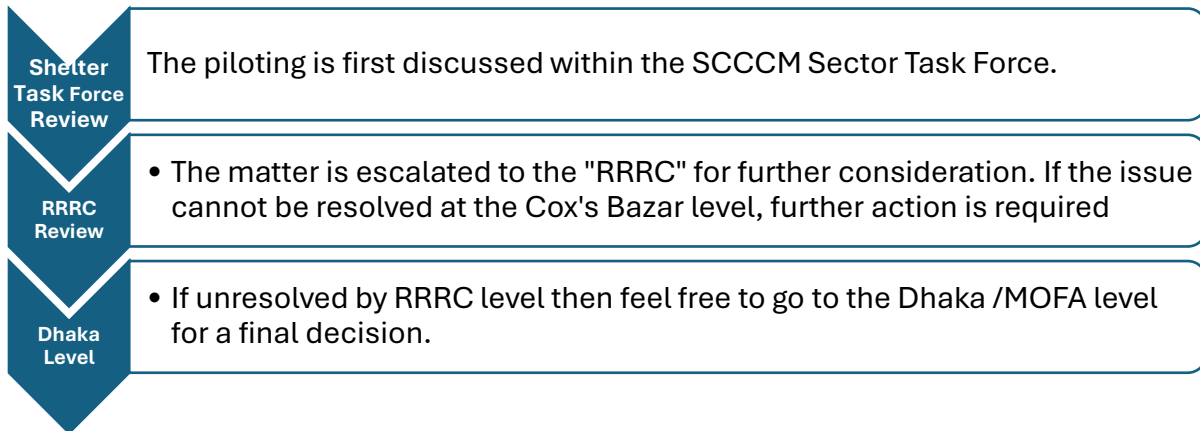 Shelter
Task Force
Review
The piloting is first discussed within the SCCCM Sector Task Force.
RRRC
Review
• The matter is escalated to the "RRRC" for further consideration. If the issue
cannot be resolved at the Cox's Bazar level, further action is required
Dhaka
Level
• If unresolved by RRRC level then feel free to go to the Dhaka /MOFA level
for a final decision.